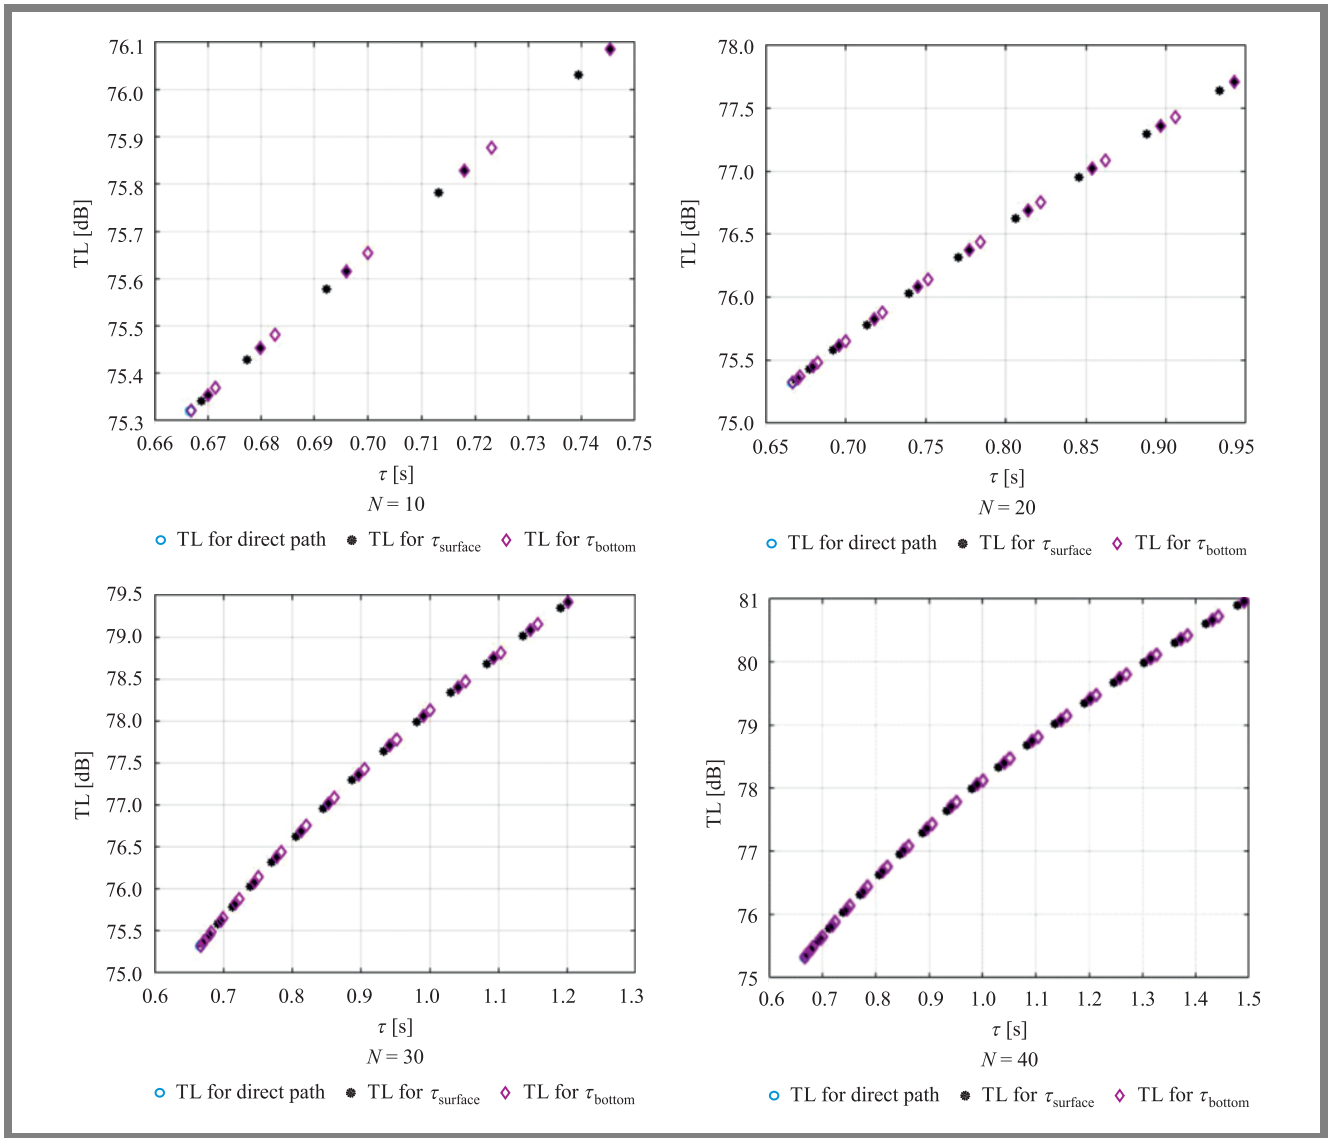 76.1
76.0
75.9
75.8
75.7
75.6
75.5
75.4
75.3
TL [dB]
0.66 0.67 0.68 0.69 0.70 0.71 0.72 0.73 0.74 0.75
τ [s]
N = 10
TL for direct path TL for τsurface TL for τbottom
78.0
77.5
77.0
76.5
76.0
75.5
75.0
TL [dB]
0.65 0.70 0.75 0.80 0.85 0.90 0.95
τ [s]
N = 20
TL for direct path TL for τsurface TL for τbottom
79.5
79.0
78.5
78.0
77.5
77.0
76.5
76.0
75.5
75.0
TL [dB]
0.6 0.7 0.8 0.9 1.0 1.1 1.2 1.3
τ [s]
N = 30
TL for direct path TL for τsurface TL for τbottom
81
80
79
78
77
76
75
TL [dB]
0.6 0.7 0.8 0.9 1.0 1.1 1.2 1.3 1.4 1.5
τ [s]
N = 40
TL for direct path TL for τsurface TL for τbottom